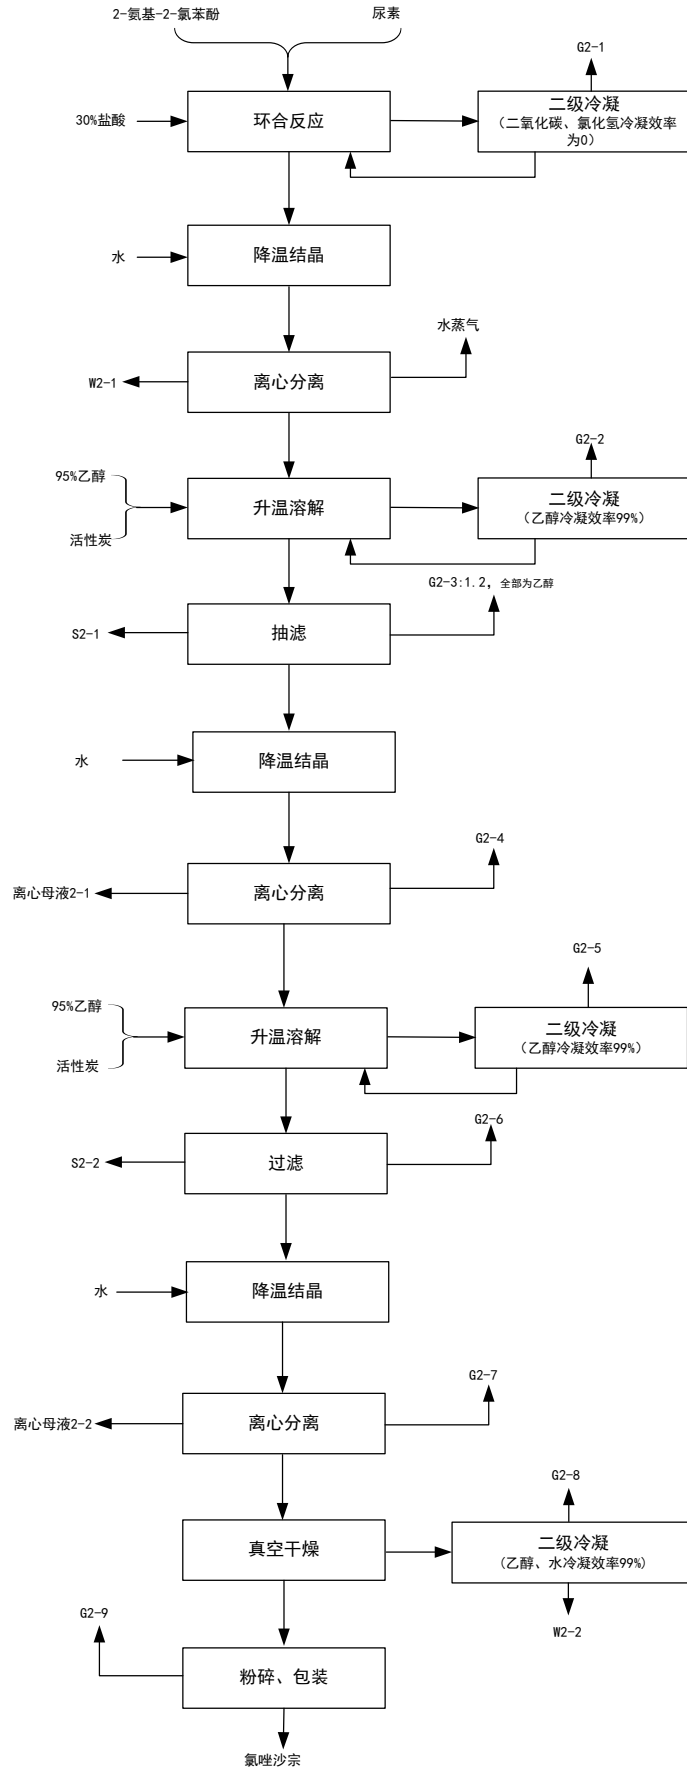 2-氨基-2-氯苯酚
尿素
G2-1
30%盐酸
环合反应
二级冷凝
（二氧化碳、氯化氢冷凝效率
为0）
水
降温结晶
水蒸气
W2-1
离心分离
G2-2
95%乙醇
活性炭
升温溶解
二级冷凝
（乙醇冷凝效率99%）
G2-3:1.2，全部为乙醇
S2-1
抽滤
水
降温结晶
G2-4
离心母液2-1
离心分离
G2-5
95%乙醇
活性炭
升温溶解
二级冷凝
（乙醇冷凝效率99%）
G2-6
S2-2
过滤
水
降温结晶
G2-7
离心母液2-2
离心分离
G2-8
真空干燥
二级冷凝
（乙醇、水冷凝效率99%）
W2-2
G2-9
粉碎、包装
氯唑沙宗